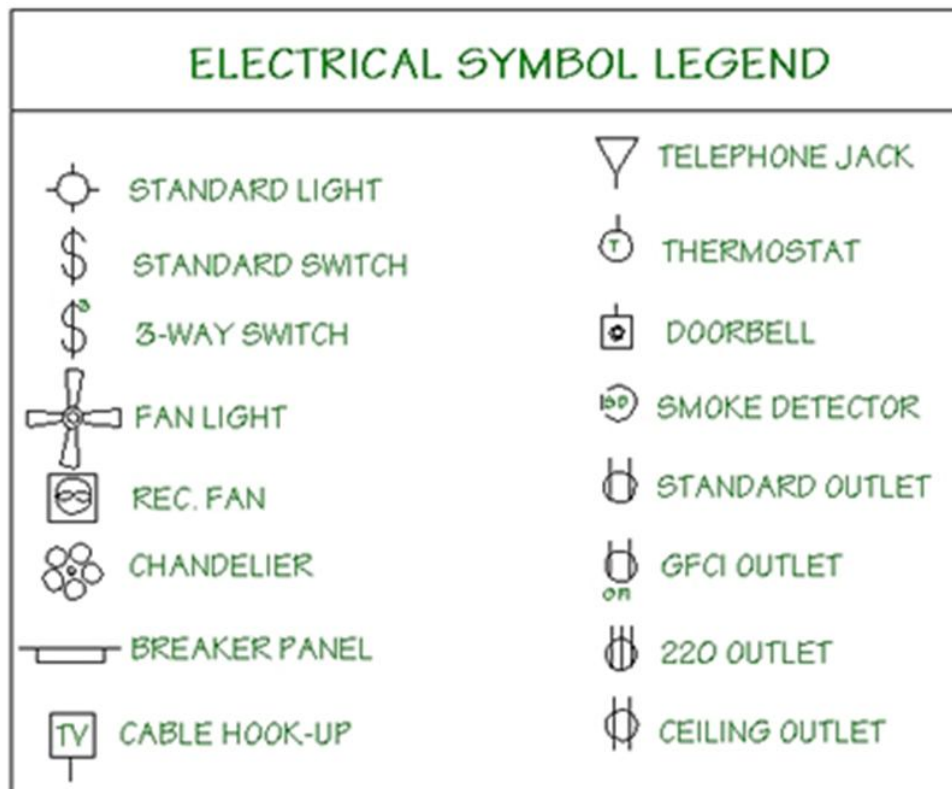 ELECTRICAL SYMBOL LEGEND
STANDARD LIGHT
STANDARD SWITCH
3
3-WAY SWITCH
FAN LIGHT
REC. FAN
CHANDELIER
BREAKER PANEL
TV CABLE HOOK-UP
TELEPHONE JACK
T THERMOSTAT
DOORBELL
SD SMOKE DETECTOR
STANDARD OUTLET
GFCI OUTLET
220 OUTLET
CEILING OUTLET